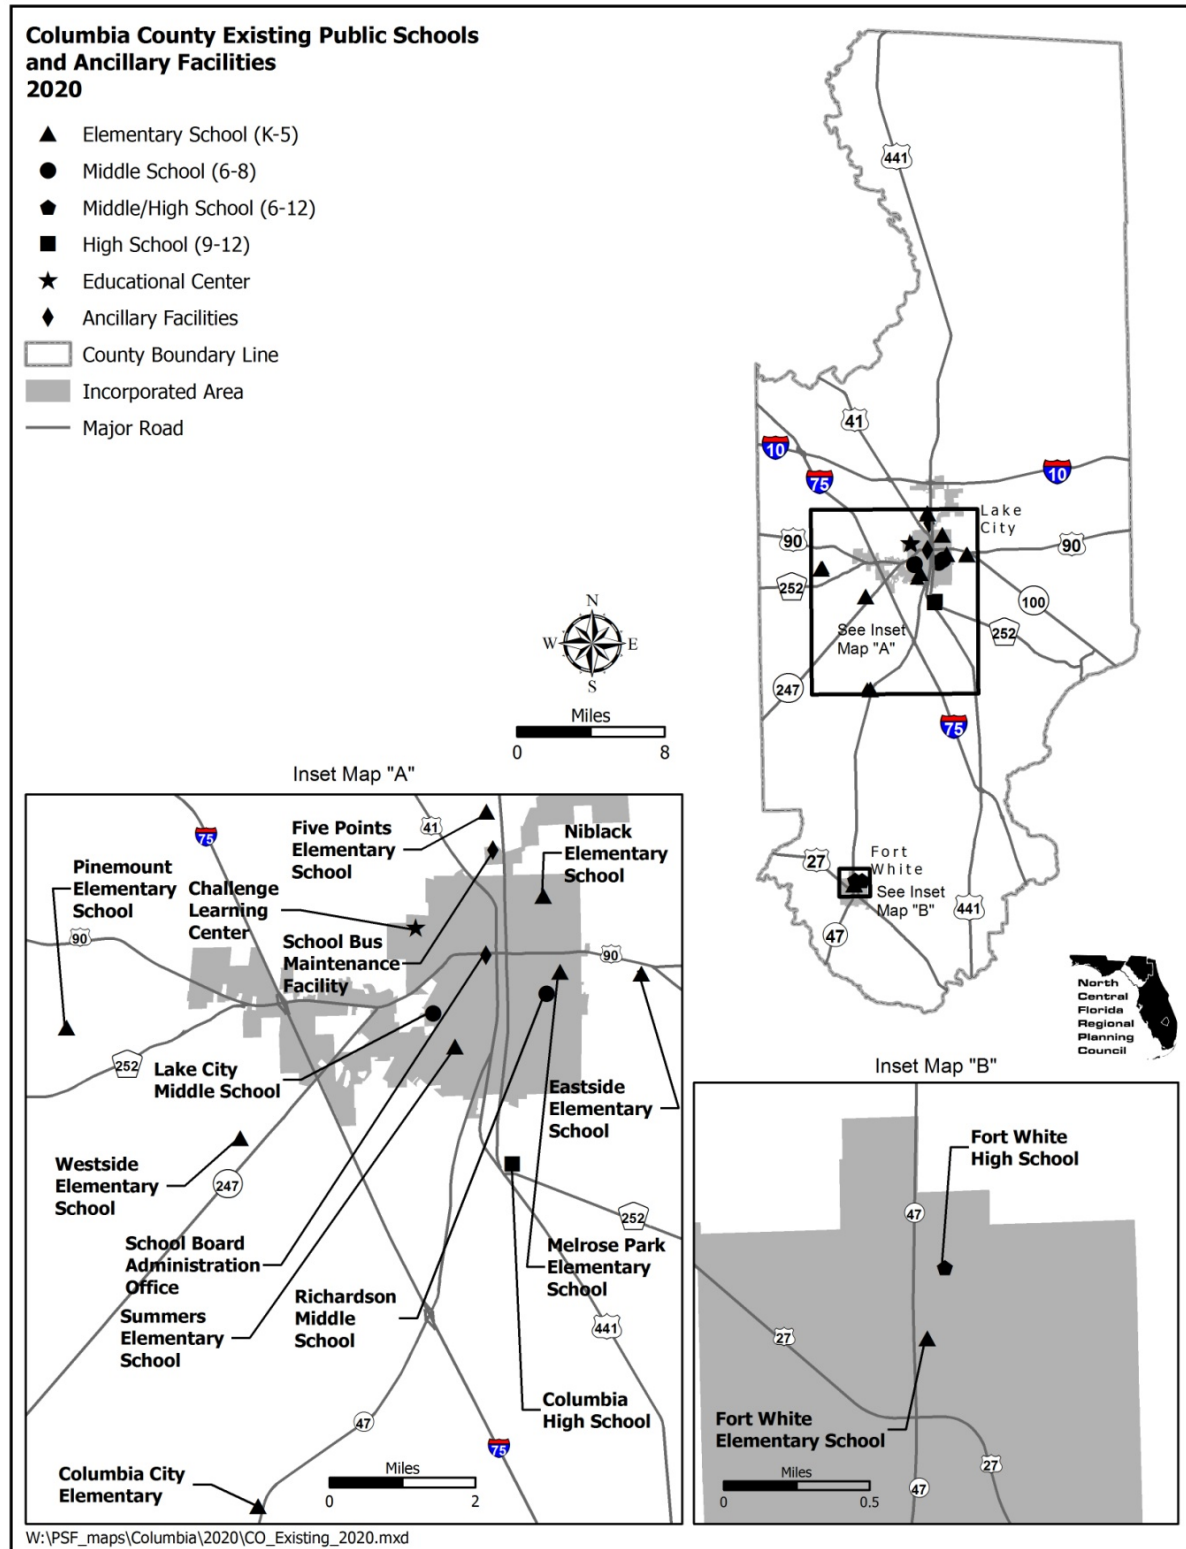 Columbia County Existing Public Schools
and Ancillary Facilities
2020
Elementary School (K-5)
Middle School (6-8)
Middle/High School (6-12)
High School (9-12)
Educational Center
Ancillary Facilities
County Boundary Line
Incorporated Area
Major Road
441
41
10
75
10
Lake
City
90
90
252
100
See Inset
Map "A"
252
247
75
27
Fort
White
See Inset
Map "B"
47
441
N
W
E
S
Miles
0
8
North
Central
Florida
Regional
Planning
Council
Inset Map "A"
75
41
Five Points
Elementary
School
Niblack
Elementary
School
Pinemount
Elementary
School
Challenge
Learning
Center
90
School Bus
Maintenance
Facility
90
252
Lake City
Middle School
Eastside
Elementary
School
Westside
Elementary
School
247
252
School Board
Administration
Office
Melrose Park
Elementary
School
Summers
Elementary
School
Richardson
Middle
School
441
Columbia
High School
47
75
Columbia City
Elementary
Miles
0
2
Inset Map "B"
Fort White
High School
47
27
Fort White
Elementary School
27
47
Miles
0
0.5
W:\PSF_maps\Columbia\2020\CO_Existing_2020.mxd